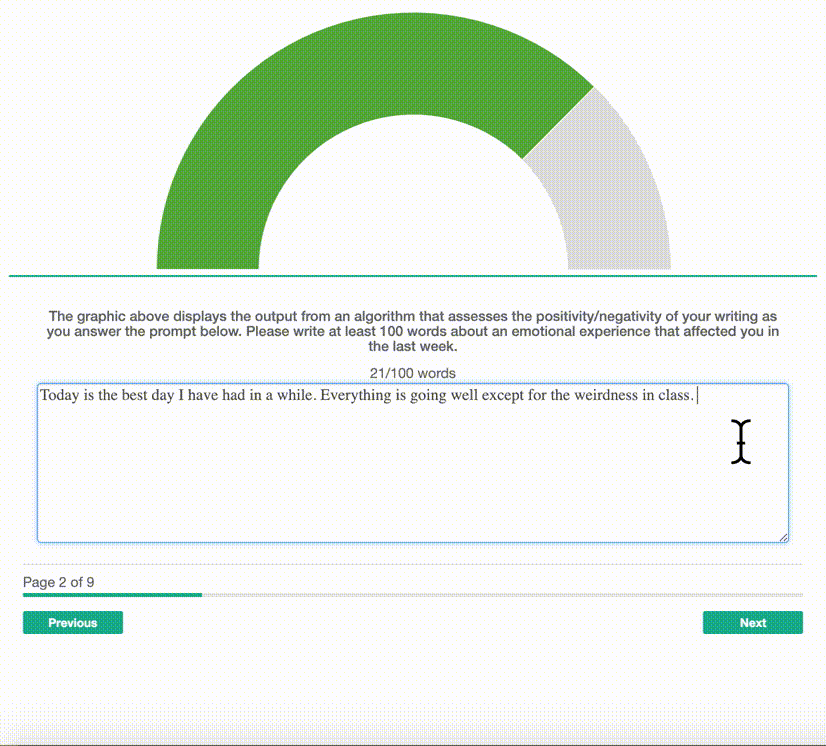 The graphic above displays the output from an algorithm that assesses the positivity/negativity of your writing as
you answer the prompt below. Please write at least 100 words about an emotional experience that affected you in
the last week.
21/100 words
Today is the best day I have had in a while. Everything is going well except for the weirdness in class.
Page 2 of 9
Previous
Next